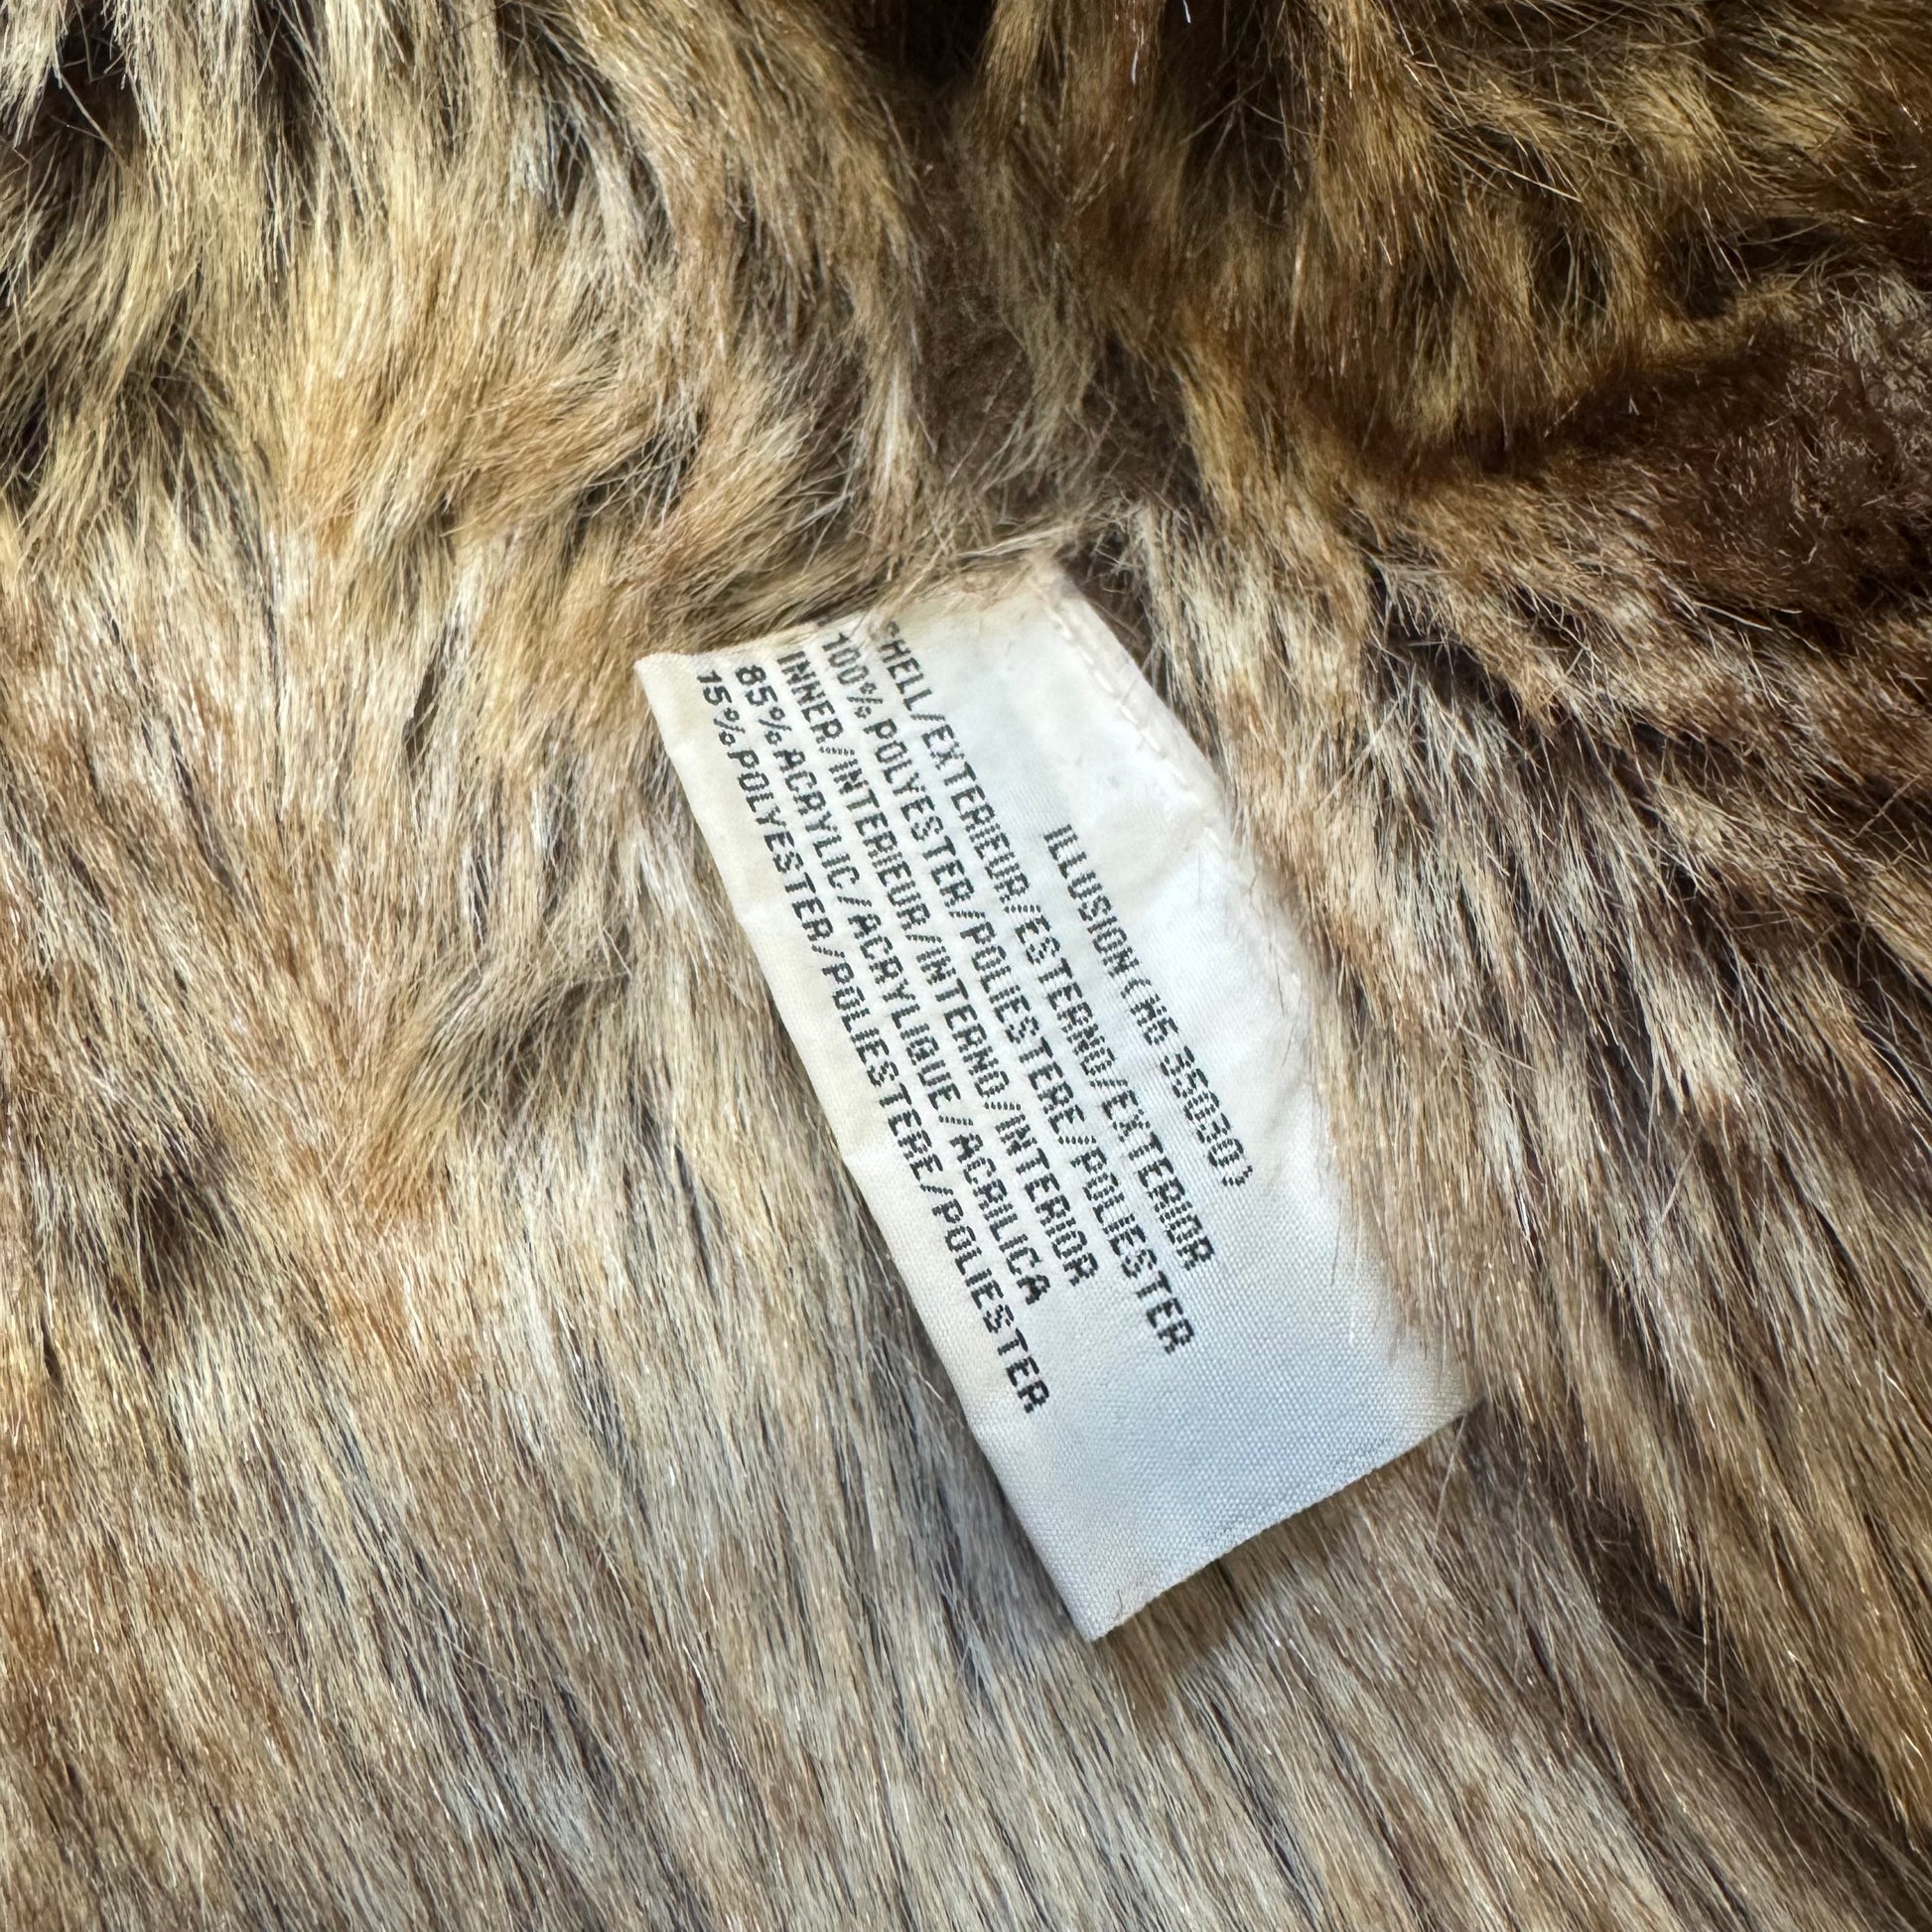 ILLUSION(M6 35030)
SHELL/EXTERIEUR/ESTERNO/EXTERIOR
100%POLYESTER/POLIESTERE/POLIESTER
INNER/INTERIEUR/INTERNO/INTERIOR
85%ACRYLIC/ACRYLIQUE/ACRILICA
15%POLYESTER/POLIESTERE/POLIESTER